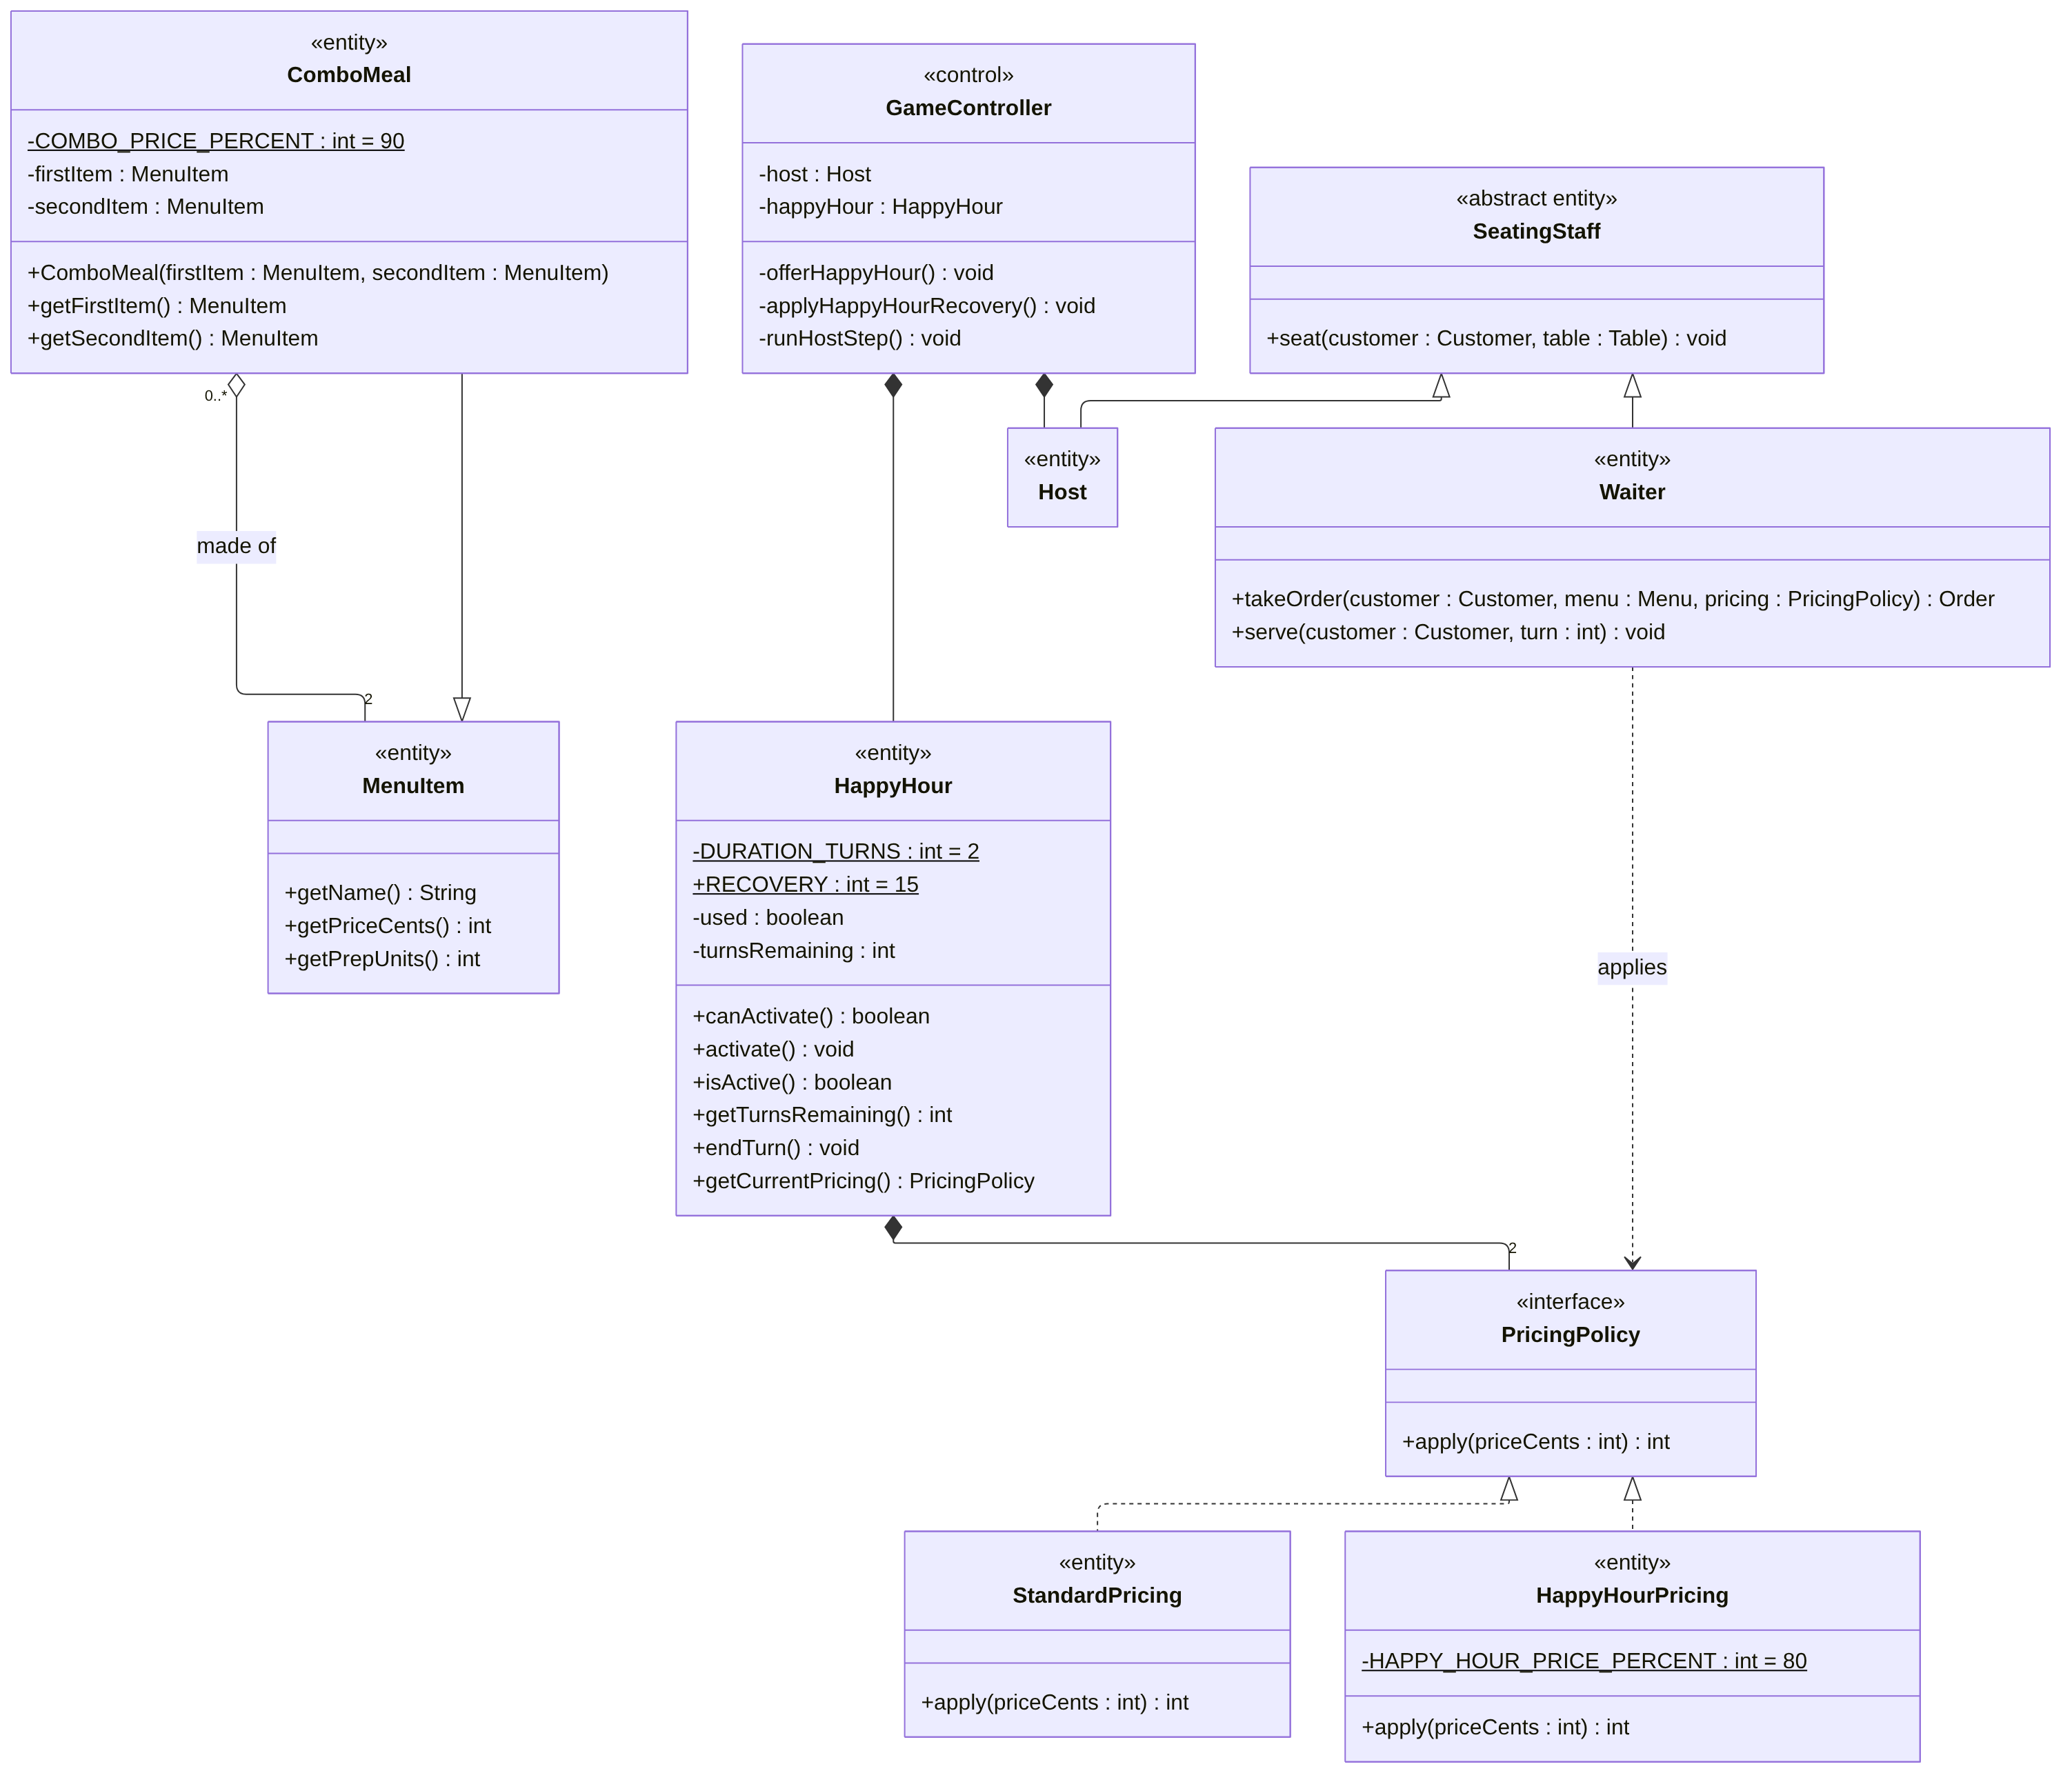 «entity»
ComboMeal
-COMBO_PRICE_PERCENT : int = 90
-firstItem : MenuItem
-secondItem : MenuItem
+ComboMeal(firstItem : MenuItem, secondItem : MenuItem)
+getFirstItem() : MenuItem
+getSecondItem() : MenuItem
«control»
GameController
-host : Host
-happyHour : HappyHour
-offerHappyHour() : void
-applyHappyHourRecovery() : void
-runHostStep() : void
«abstract entity»
SeatingStaff
+seat(customer : Customer, table : Table) : void
0..*
made of
2
«entity»
Host
«entity»
Waiter
+takeOrder(customer : Customer, menu : Menu, pricing : PricingPolicy) : Order
+serve(customer : Customer, turn : int) : void
«entity»
MenuItem
+getName() : String
+getPriceCents() : int
+getPrepUnits() : int
«entity»
HappyHour
-DURATION_TURNS : int = 2
+RECOVERY : int = 15
-used : boolean
-turnsRemaining : int
+canActivate() : boolean
+activate() : void
+isActive() : boolean
+getTurnsRemaining() : int
+endTurn() : void
+getCurrentPricing() : PricingPolicy
applies
2
«interface»
PricingPolicy
+apply(priceCents : int) : int
«entity»
StandardPricing
+apply(priceCents : int) : int
«entity»
HappyHourPricing
-HAPPY_HOUR_PRICE_PERCENT : int = 80
+apply(priceCents : int) : int